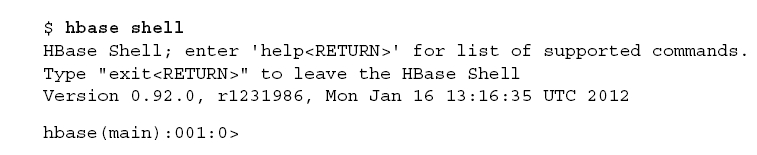 $ hbase shell
HBase Shell; enter 'help<RETURN>' for list of supported commands.
Type "exit<RETURN>" to leave the HBase Shell
Version 0.92.0, r1231986, Mon Jan 16 13:16:35 UTC 2012
hbase(main):001:0>